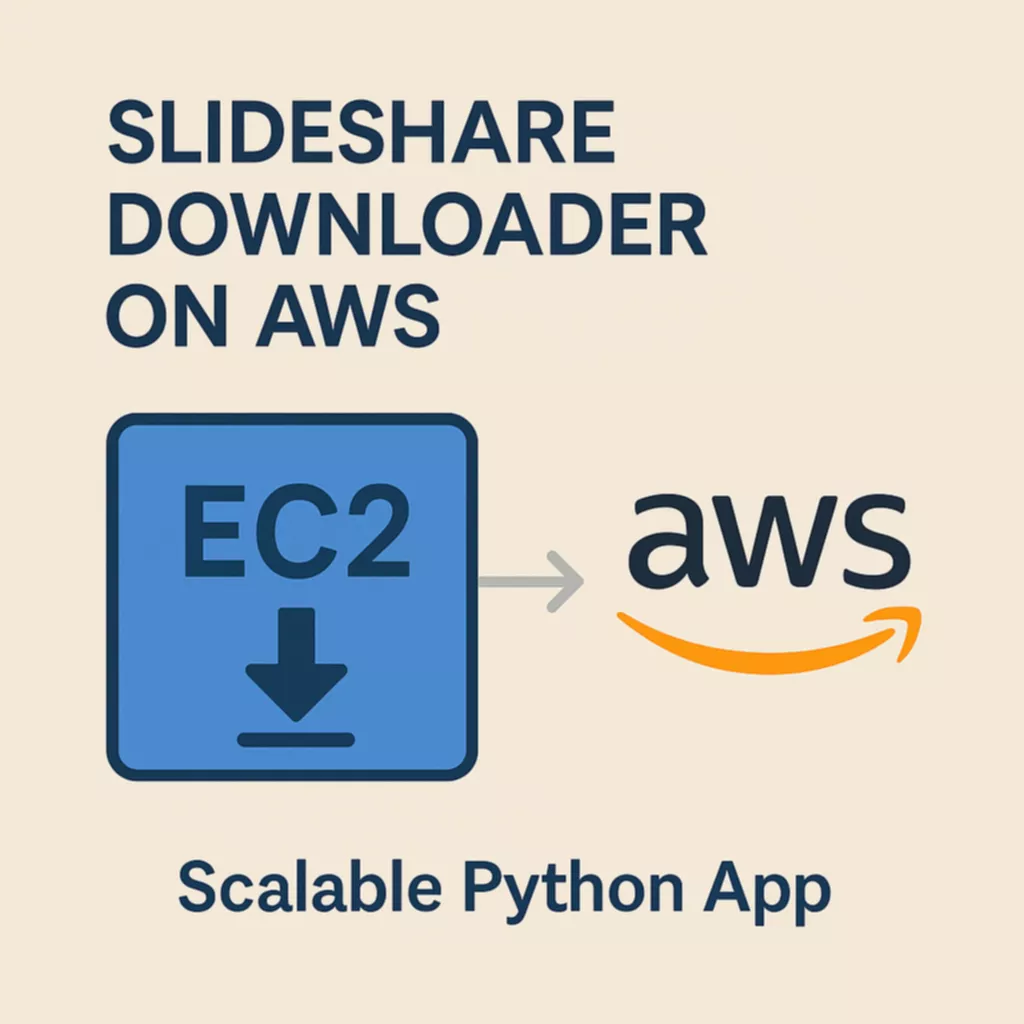 SLIDESHARE
DOWNLOADER
ON AWS
EC2
aws
Scalable Python App